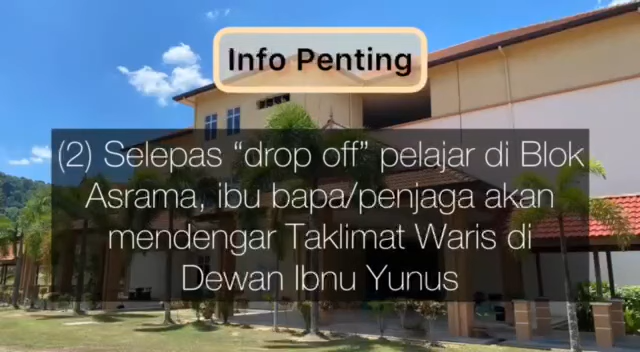 Info Penting
(2) Selepas “drop off” pelajar di Blok
Asrama, ibu bapa/penjaga akan
mendengar Taklimat Waris di
Dewan Ibnu Yunus